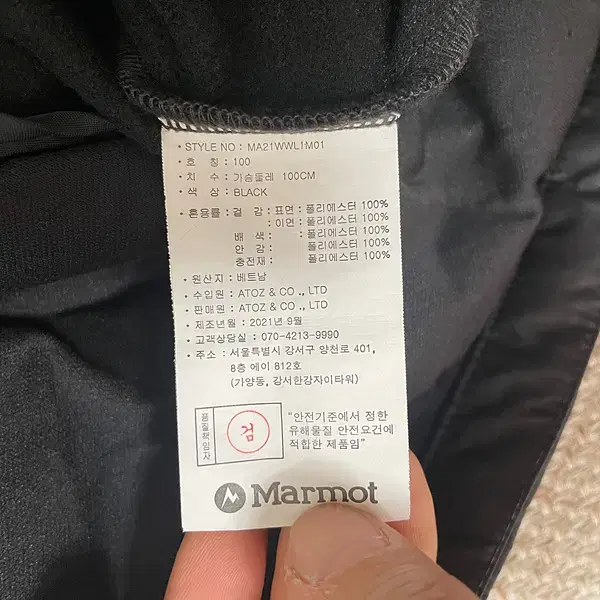 • STYLE NO : MA21WWL1M01
• 호 칭 : 100
• 치 수 : 가슴둘레 100CM
• 색 상 : BLACK
• 혼용률 : 겉 감 : 표면 : 폴리에스터 100%
: 이면 : 폴리에스터 100%
배 색 : : 폴리에스터 100%
안 감 : 폴리에스터 100%
충전재 : 폴리에스터 100%
• 원산지 : 베트남
• 수입원 : ATOZ & CO., LTD
• 판매원 : ATOZ & CO., LTD
• 제조년월 : 2021년 9월
• 고객상담실 : 070-4213-9990
• 주소 : 서울특별시 강서구 양천로 401,
8층 에이 812호
(가양동, 강서한강자이타워)
품질책임자
검
"안전기준에서 정한
유해물질 안전요건에
적합한 제품임"
Marmot